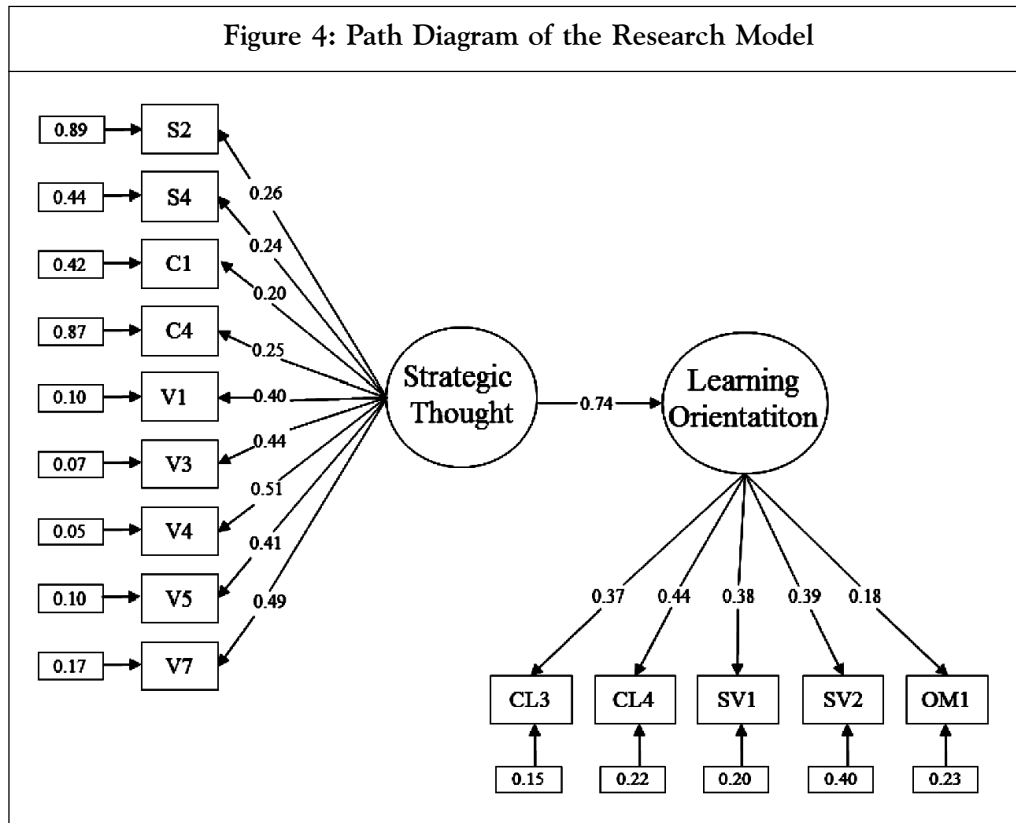 Figure 4: Path Diagram of the Research Model
0.89 S2
0.26
0.44 S4
0.24
0.42 C1
0.20
0.87 C4
0.25
0.10 V1
0.40
0.07 V3
0.44
0.05 V4
0.51
0.10 V5
0.41
0.17 V7
0.49
Strategic
Thought
0.74
Learning
Orientatiton
0.37 0.44 0.38 0.39 0.18
CL3 CL4 SV1 SV2 OM1
0.15 0.22 0.20 0.40 0.23